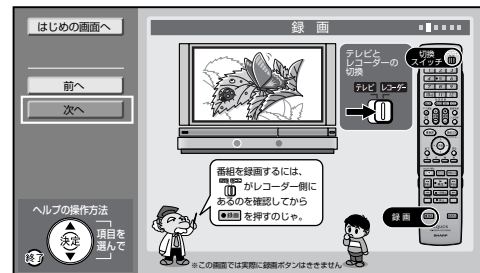 はじめの画面へ
前へ
次へ
ヘルプの操作方法
決定
項目を
選んで
終了
録 画
テレビと
レコーダーの
切換
テレビ レコーダー
切換
スイッチ
番組を録画するには、
がレコーダー側に
あるのを確認してから
●録画 を押すのじゃ。
録 画
※この画面では実際に録画ボタンはききません
SHARP